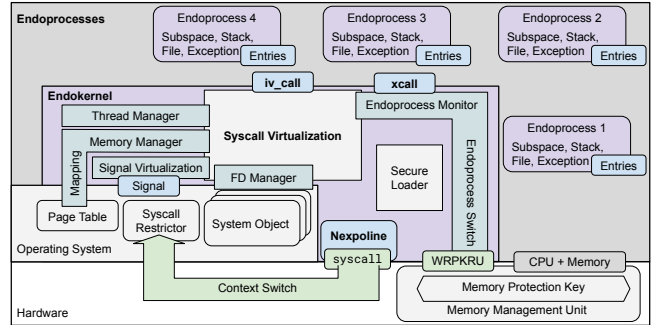 Endoprocesses
Endoprocess 4
Subspace, Stack,
File, Exception
Entries
Endoprocess 3
Subspace, Stack,
File, Exception
Entries
Endoprocess 2
Subspace, Stack,
File, Exception
Entries
iv_call
xcall
Endokernel
Thread Manager
Syscall Virtualization
Endoprocess Monitor
Memory Manager
Signal Virtualization
Mapping
Signal
FD Manager
Secure
Loader
Endoprocess Switch
Endoprocess 1
Subspace, Stack,
File, Exception
Entries
Page Table
Syscall
Restrictor
System Object
Operating System
Nexpoline
syscall
WRPKRU
CPU + Memory
Context Switch
Memory Protection Key
Memory Management Unit
Hardware